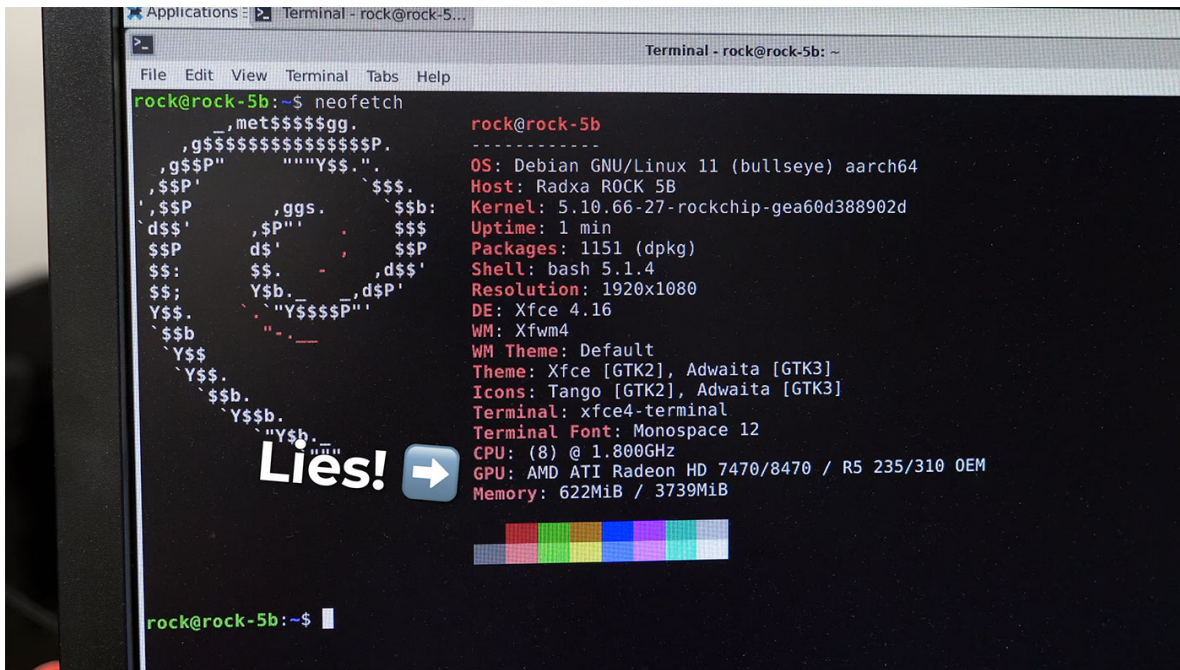 Applications
Terminal - rock@rock-5...
Terminal - rock@rock-5b: ~
File Edit View Terminal Tabs Help
rock@rock-5b:~$ neofetch
rock@rock-5b
------------
OS: Debian GNU/Linux 11 (bullseye) aarch64
Host: Radxa ROCK 5B
Kernel: 5.10.66-27-rockchip-gea60d388902d
Uptime: 1 min
Packages: 1151 (dpkg)
Shell: bash 5.1.4
Resolution: 1920x1080
DE: Xfce 4.16
WM: Xfwm4
WM Theme: Default
Theme: Xfce [GTK2], Adwaita [GTK3]
Icons: Tango [GTK2], Adwaita [GTK3]
Terminal: xfce4-terminal
Terminal Font: Monospace 12
CPU: (8) @ 1.800GHz
Lies! ➡
GPU: AMD ATI Radeon HD 7470/8470 / R5 235/310 OEM
Memory: 622MiB / 3739MiB
rock@rock-5b:~$